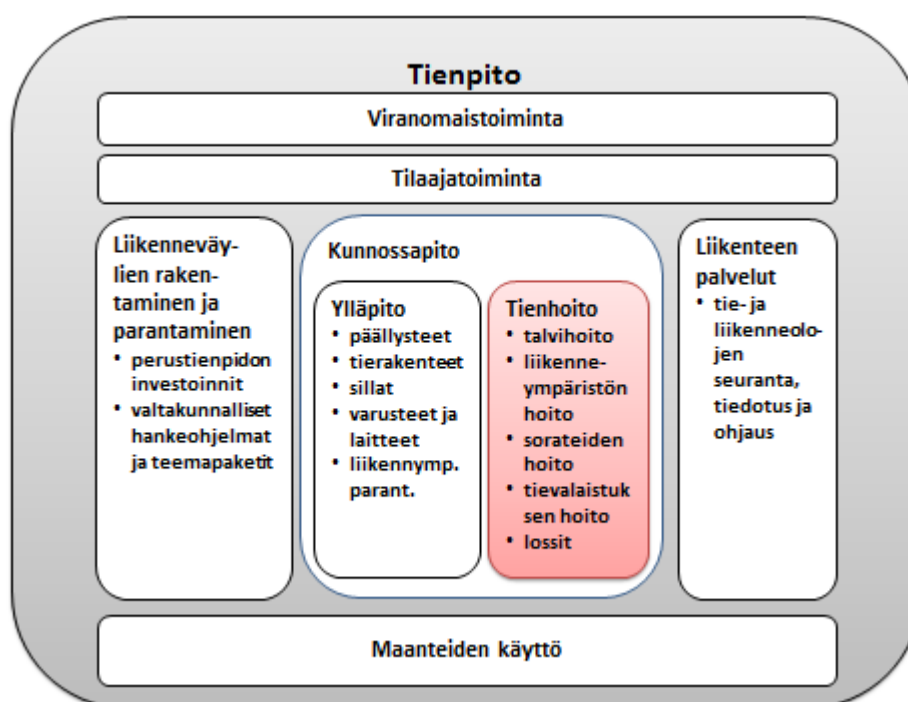 Tienpito
Viranomaistoiminta
Tilaajatoiminta
Liikenneväy-
lien raken-
taminen ja
parantaminen
• perustienpidon
investoinnit
• valtakunnalliset
hankeohjelmat
ja teemapaketit
Kunnossapito
Ylläpito
• päällysteet
• tierakenteet
• sillat
• varusteet ja
laitteet
• liikennymp.
parant.
Tienhoito
• talvihoito
• liikenne-
ympäristön
hoito
• sorateiden
hoito
• tievalaistuk
sen hoito
• lossit
Liikenteen
palvelut
• tie- ja
liikenneolo-
jen
seuranta,
tiedotus ja
ohjaus
Maanteiden käyttö